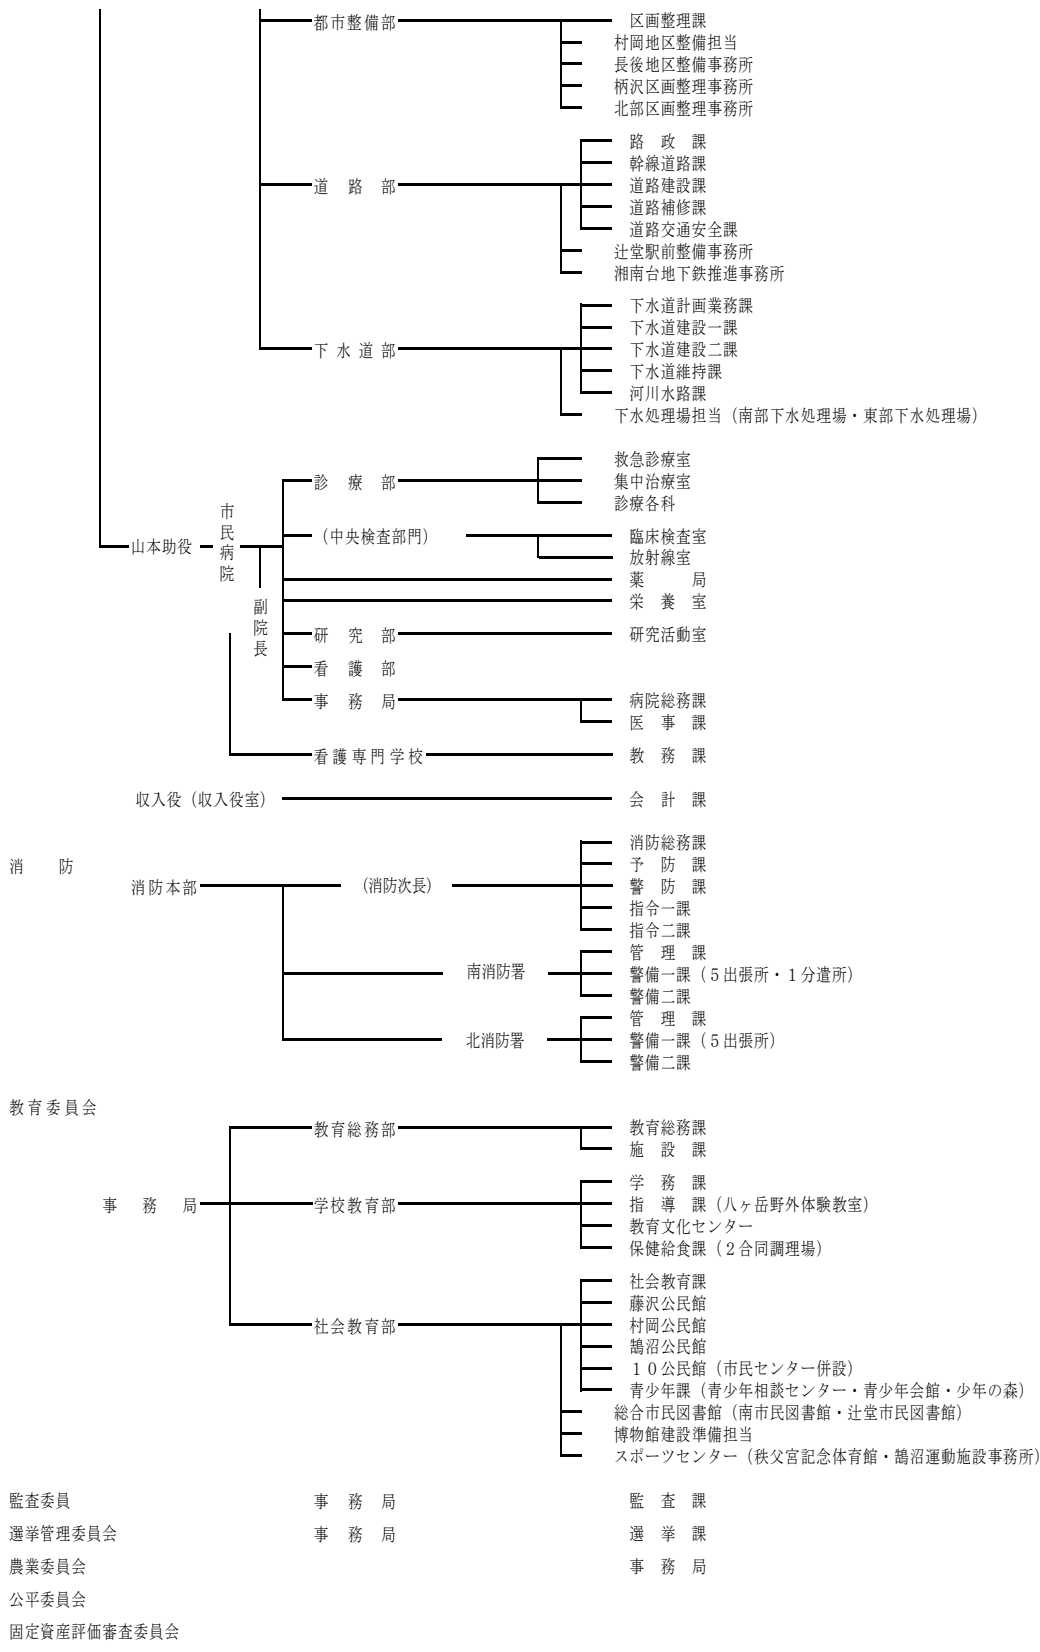 都市整備部 区画整理課
村岡地区整備担当
長後地区整備事務所
柄沢区画整理事務所
北部区画整理事務所
路政課
幹線道路課
道路部 道路建設課
道路補修課
道路交通安全課
辻堂駅前整備事務所
湘南台地下鉄推進事務所
下水道計画業務課
下水道建設一課
下水道部 下水道建設二課
下水道維持課
河川水路課
下水処理場担当（南部下水処理場・東部下水処理場）
救急診療室
診療部 集中治療室
診療各科
山本助役 市民病院 （中央検査部門） 臨床検査室
放射線室
薬局
副院長 栄養室
研究部 研究活動室
看護部
事務局 病院総務課
医事課
看護専門学校 教務課
収入役（収入役室） 会計課
消防総務課
消防 予防課
消防本部 （消防次長） 警防課
指令一課
指令二課
管理課
南消防署 警備一課（５出張所・１分遣所）
警備二課
管理課
北消防署 警備一課（５出張所）
警備二課
教育委員会
教育総務部 教育総務課
施設課
学務課
事務局 学校教育部 指導課（八ヶ岳野外体験教室）
教育文化センター
保健給食課（２合同調理場）
社会教育課
藤沢公民館
社会教育部 村岡公民館
鵠沼公民館
１０公民館（市民センター併設）
青少年課（青少年相談センター・青少年会館・少年の森）
総合市民図書館（南市民図書館・辻堂市民図書館）
博物館建設準備担当
スポーツセンター（秩父宮記念体育館・鵠沼運動施設事務所）
監査委員 事務局 監査課
選挙管理委員会 事務局 選挙課
農業委員会 事務局
公平委員会
固定資産評価審査委員会